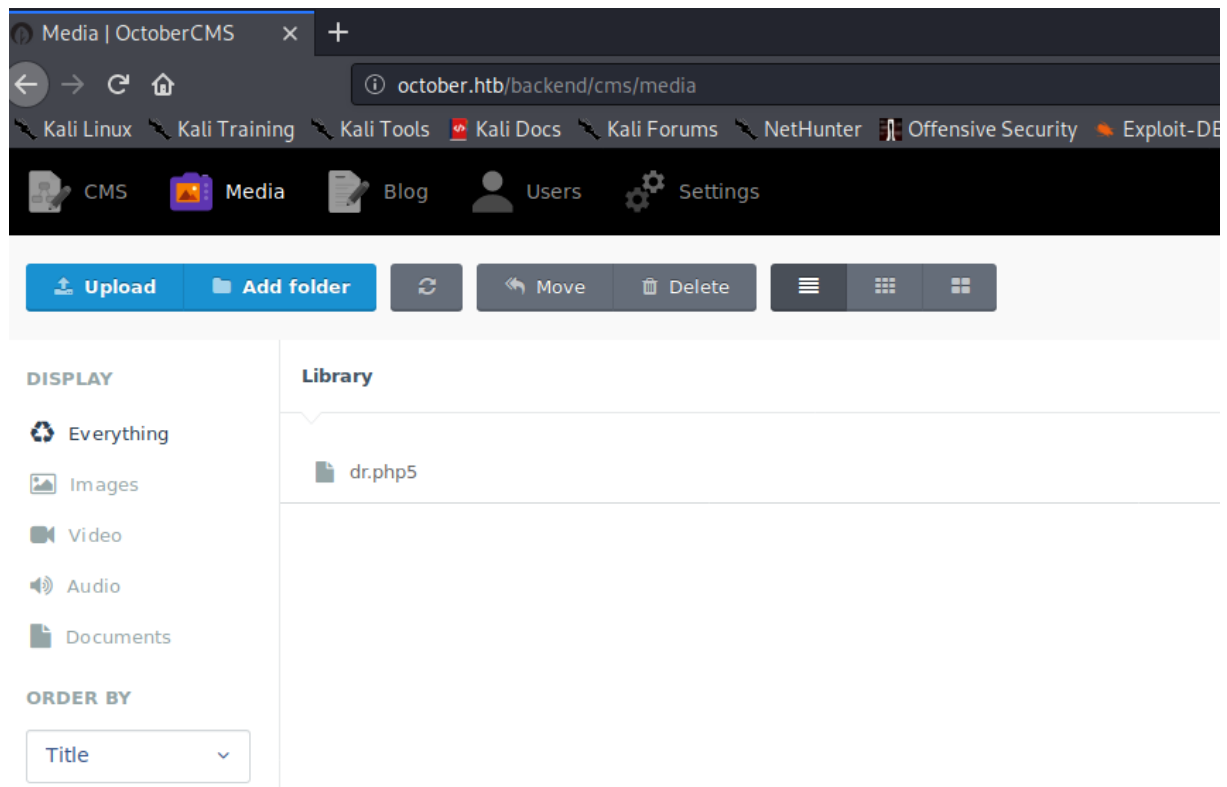 Media | OctoberCMS
october.htb/backend/cms/media
Kali Linux Kali Training Kali Tools Kali Docs Kali Forums NetHunter Offensive Security Exploit-DB
CMS Media Blog Users Settings
Upload Add folder Move Delete
DISPLAY
Library
Everything
dr.php5
Images
Video
Audio
Documents
ORDER BY
Title